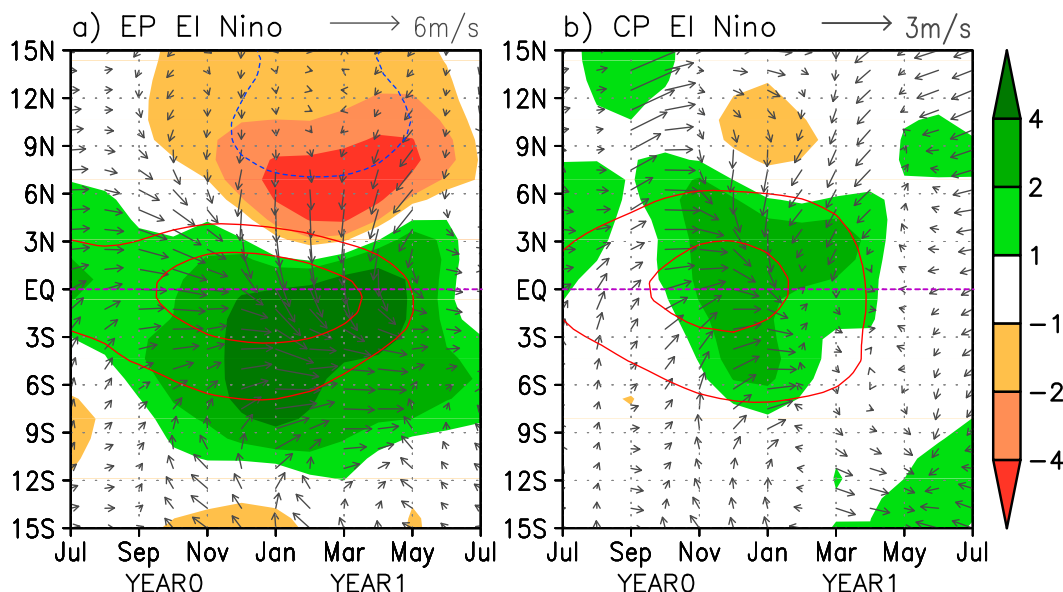 a) EP El Nino 6m/s b) CP El Nino 3m/s
15N
12N
9N
6N
3N
EQ
3S
6S
9S
12S
15S
Jul Sep Nov Jan Mar May Jul
YEAR0 YEAR1
15N
12N
9N
6N
3N
EQ
3S
6S
9S
12S
15S
Jul Sep Nov Jan Mar May Jul
YEAR0 YEAR1
4
2
1
−1
−2
−4